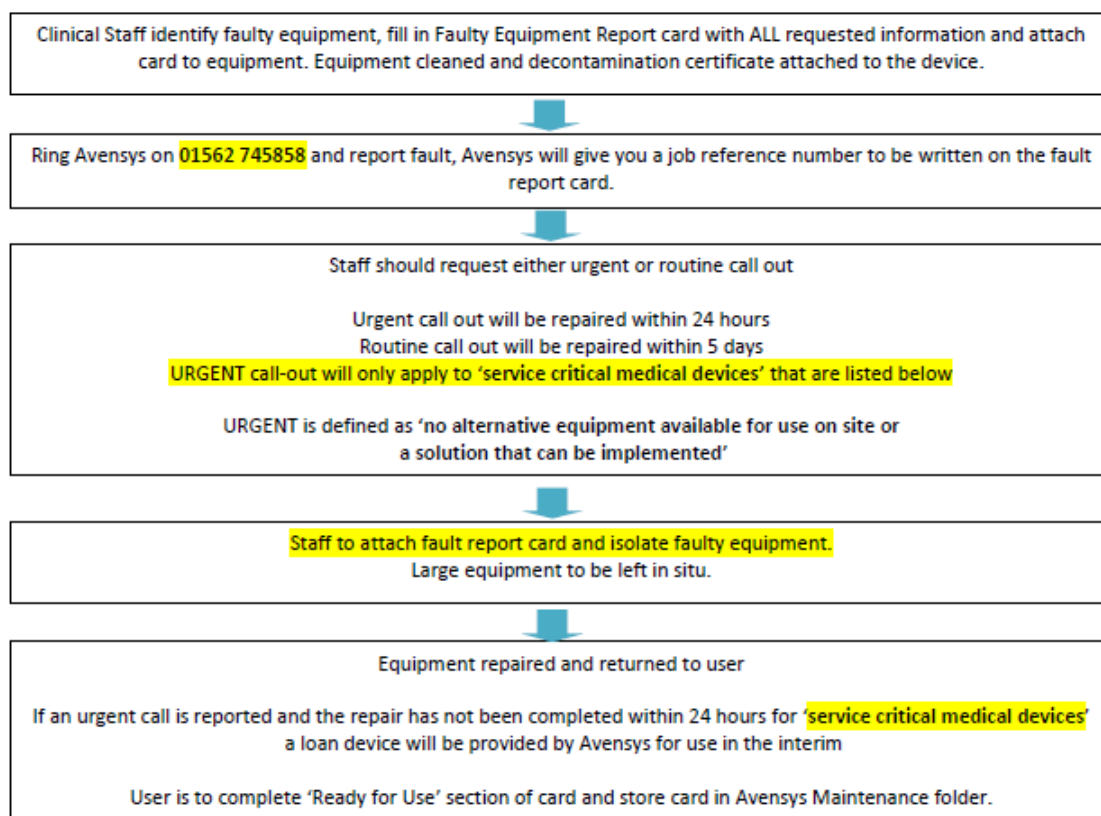 Clinical Staff identify faulty equipment, fill in Faulty Equipment Report card with ALL requested information and attach
card to equipment. Equipment cleaned and decontamination certificate attached to the device.
Ring Avensys on 01562 745858 and report fault, Avensys will give you a job reference number to be written on the fault
report card.
Staff should request either urgent or routine call out
Urgent call out will be repaired within 24 hours
Routine call out will be repaired within 5 days
URGENT call-out will only apply to ‘service critical medical devices’ that are listed below
URGENT is defined as ‘no alternative equipment available for use on site or
a solution that can be implemented’
Staff to attach fault report card and isolate faulty equipment.
Large equipment to be left in situ.
Equipment repaired and returned to user
If an urgent call is reported and the repair has not been completed within 24 hours for ‘service critical medical devices’
a loan device will be provided by Avensys for use in the interim
User is to complete ‘Ready for Use’ section of card and store card in Avensys Maintenance folder.